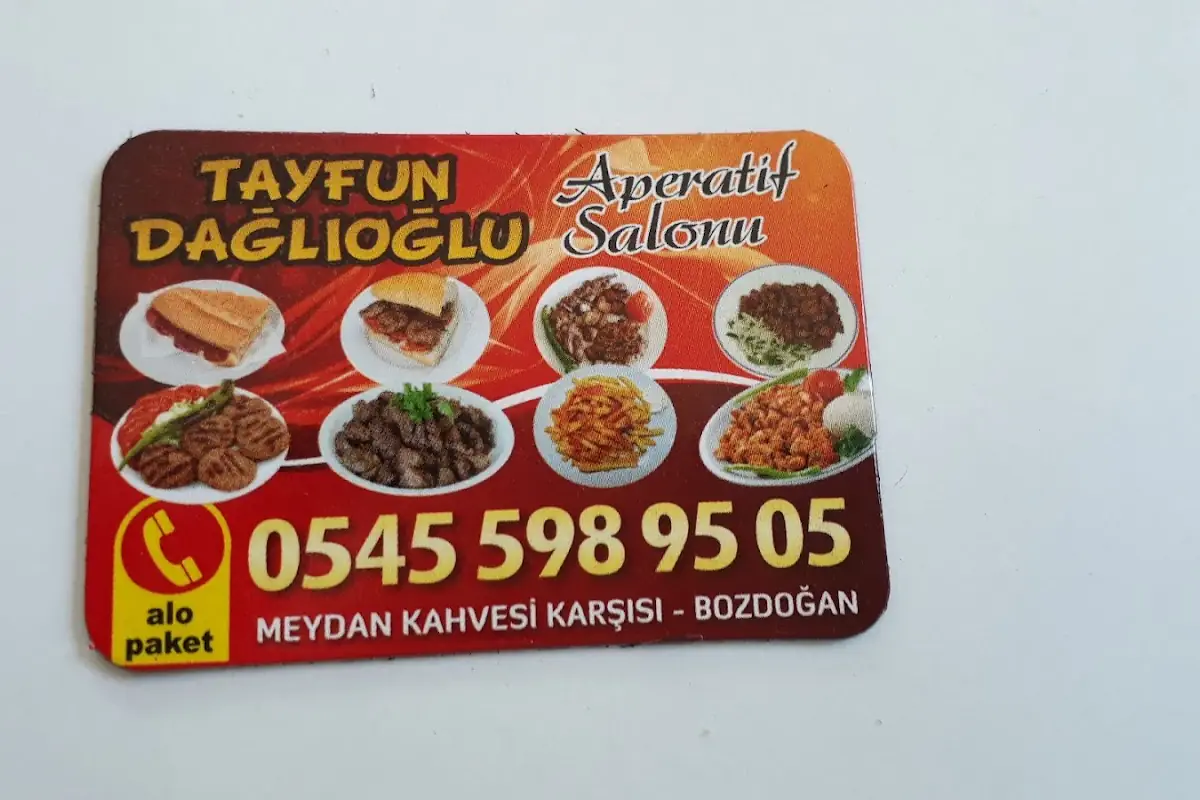 TAYFUN
DAĞLIOĞLU
Aperatif
Salonu
0545 598 95 05
alo
paket
MEYDAN KAHVESİ KARŞISI - BOZDOĞAN